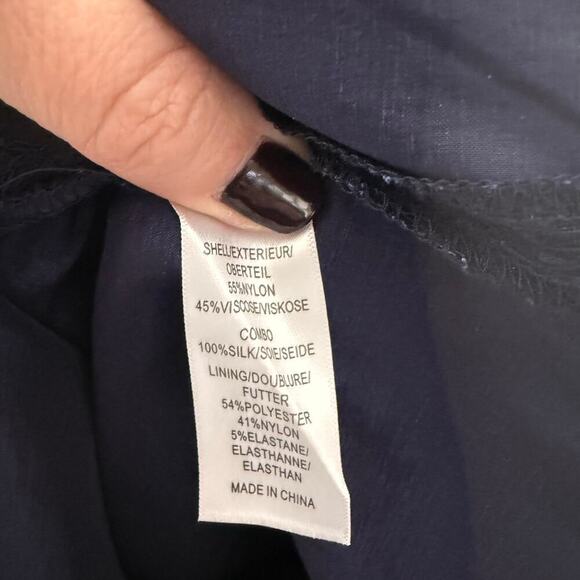 SHELL/EXTERIEUR/
OBERTEIL
55%NYLON
45%VISCOSE/VISKOSE
COMBO
100%SILK/SOIE/SEIDE
LINING/DOUBLURE/
FUTTER
54%POLYESTER
41%NYLON
5%ELASTANE/
ELASTHANNE/
ELASTHAN
MADE IN CHINA